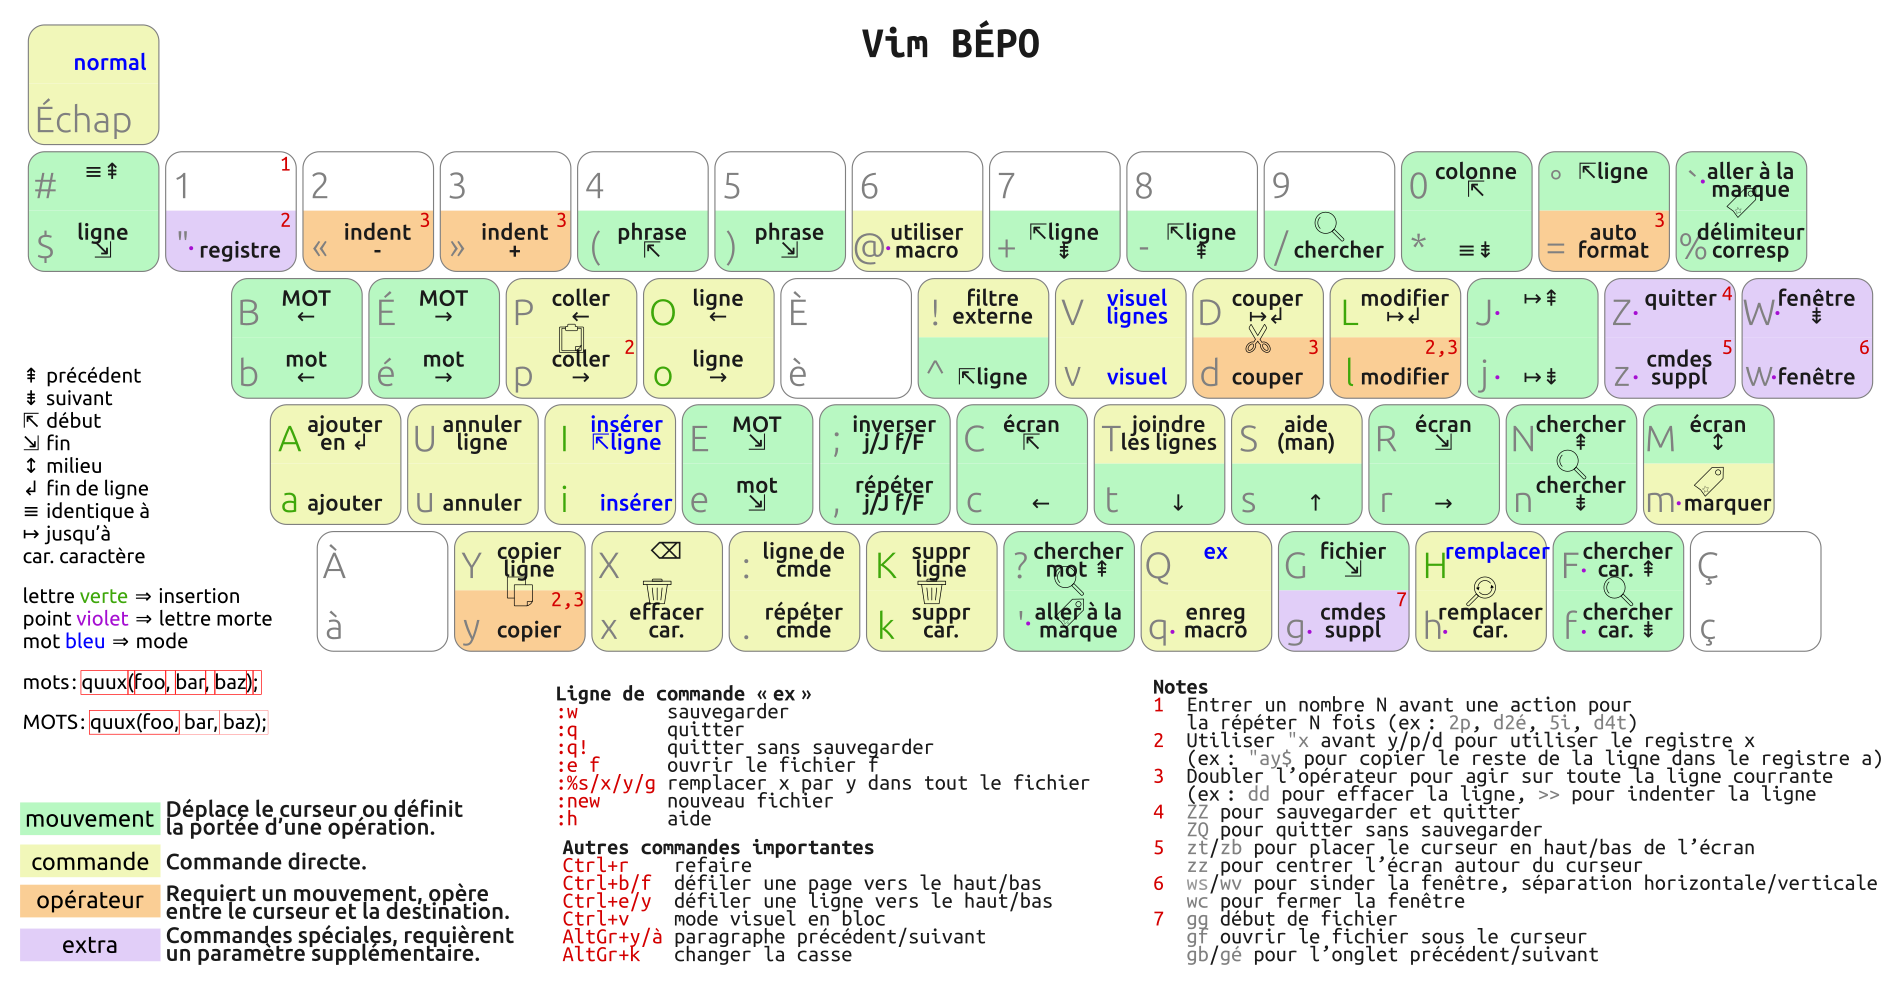 Vim BÉPO
normal
Échap
# ≡⇞
$ ligne ⇲
1 1
" · registre 2
2
« indent - 3
3
» indent + 3
4
( phrase ⇱
5
) phrase ⇲
6
@ · utiliser macro
7
+ ⇱ligne ⇟
8
- ⇱ligne ⇞
9
/ chercher
0 colonne ⇱
* ≡⇟
° ⇱ligne
= auto format 3
` · aller à la marque
% délimiteur corresp
B MOT ←
b mot ←
É MOT →
é mot →
P coller ←
p coller → 2
O ligne ←
o ligne →
È
è
! filtre externe
^ ⇱ligne
V visuel lignes
v visuel
D couper ↦↲
d couper 3
L modifier ↦↲
l modifier 2,3
J · ↦⇞
j · ↦⇟
Z · quitter 4
z · cmdes suppl 5
W · fenêtre ⇟
w · fenêtre 6
A ajouter en ↲
a ajouter
U annuler ligne
u annuler
I insérer ⇱ligne
i insérer
E MOT ⇲
e mot ⇲
; inverser j/J f/F
, répéter j/J f/F
C écran ⇱
c ←
T joindre les lignes
t ↓
S aide (man)
s ↑
R écran ⇲
r →
N chercher ⇞
n chercher ⇟
M écran ↕
m · marquer
À
à
Y copier ligne
y copier 2,3
X ⌫
x effacer car.
: ligne de cmde
. répéter cmde
K suppr ligne
k suppr car.
? chercher mot ⇞
' · aller à la marque
Q ex
q · enreg macro
G fichier ⇲
g · cmdes suppl 7
H remplacer
h · remplacer car.
F · chercher car. ⇞
f · chercher car. ⇟
Ç
ç
⇞ précédent
⇟ suivant
⇱ début
⇲ fin
↕ milieu
↲ fin de ligne
≡ identique à
↦ jusqu’à
car. caractère
lettre verte ⇒ insertion
point violet ⇒ lettre morte
mot bleu ⇒ mode
mots: quux(foo, bar, baz);
MOTS: quux(foo, bar, baz);
mouvement Déplace le curseur ou définit
la portée d’une opération.
commande Commande directe.
opérateur Requiert un mouvement, opère
entre le curseur et la destination.
extra Commandes spéciales, requièrent
un paramètre supplémentaire.
Ligne de commande « ex »
:w sauvegarder
:q quitter
:q! quitter sans sauvegarder
:e f ouvrir le fichier f
:%s/x/y/g remplacer x par y dans tout le fichier
:new nouveau fichier
:h aide
Autres commandes importantes
Ctrl+r refaire
Ctrl+b/f défiler une page vers le haut/bas
Ctrl+e/y défiler une ligne vers le haut/bas
Ctrl+v mode visuel en bloc
AltGr+y/à paragraphe précédent/suivant
AltGr+k changer la casse
Notes
1 Entrer un nombre N avant une action pour
la répéter N fois (ex : 2p, d2é, 5i, d4t)
2 Utiliser "x avant y/p/d pour utiliser le registre x
(ex : "ay$ pour copier le reste de la ligne dans le registre a)
3 Doubler l’opérateur pour agir sur toute la ligne courrante
(ex : dd pour effacer la ligne, >> pour indenter la ligne
4 ZZ pour sauvegarder et quitter
ZQ pour quitter sans sauvegarder
5 zt/zb pour placer le curseur en haut/bas de l’écran
zz pour centrer l’écran autour du curseur
6 ws/wv pour sinder la fenêtre, séparation horizontale/verticale
wc pour fermer la fenêtre
7 gg début de fichier
gf ouvrir le fichier sous le curseur
gb/gé pour l’onglet précédent/suivant